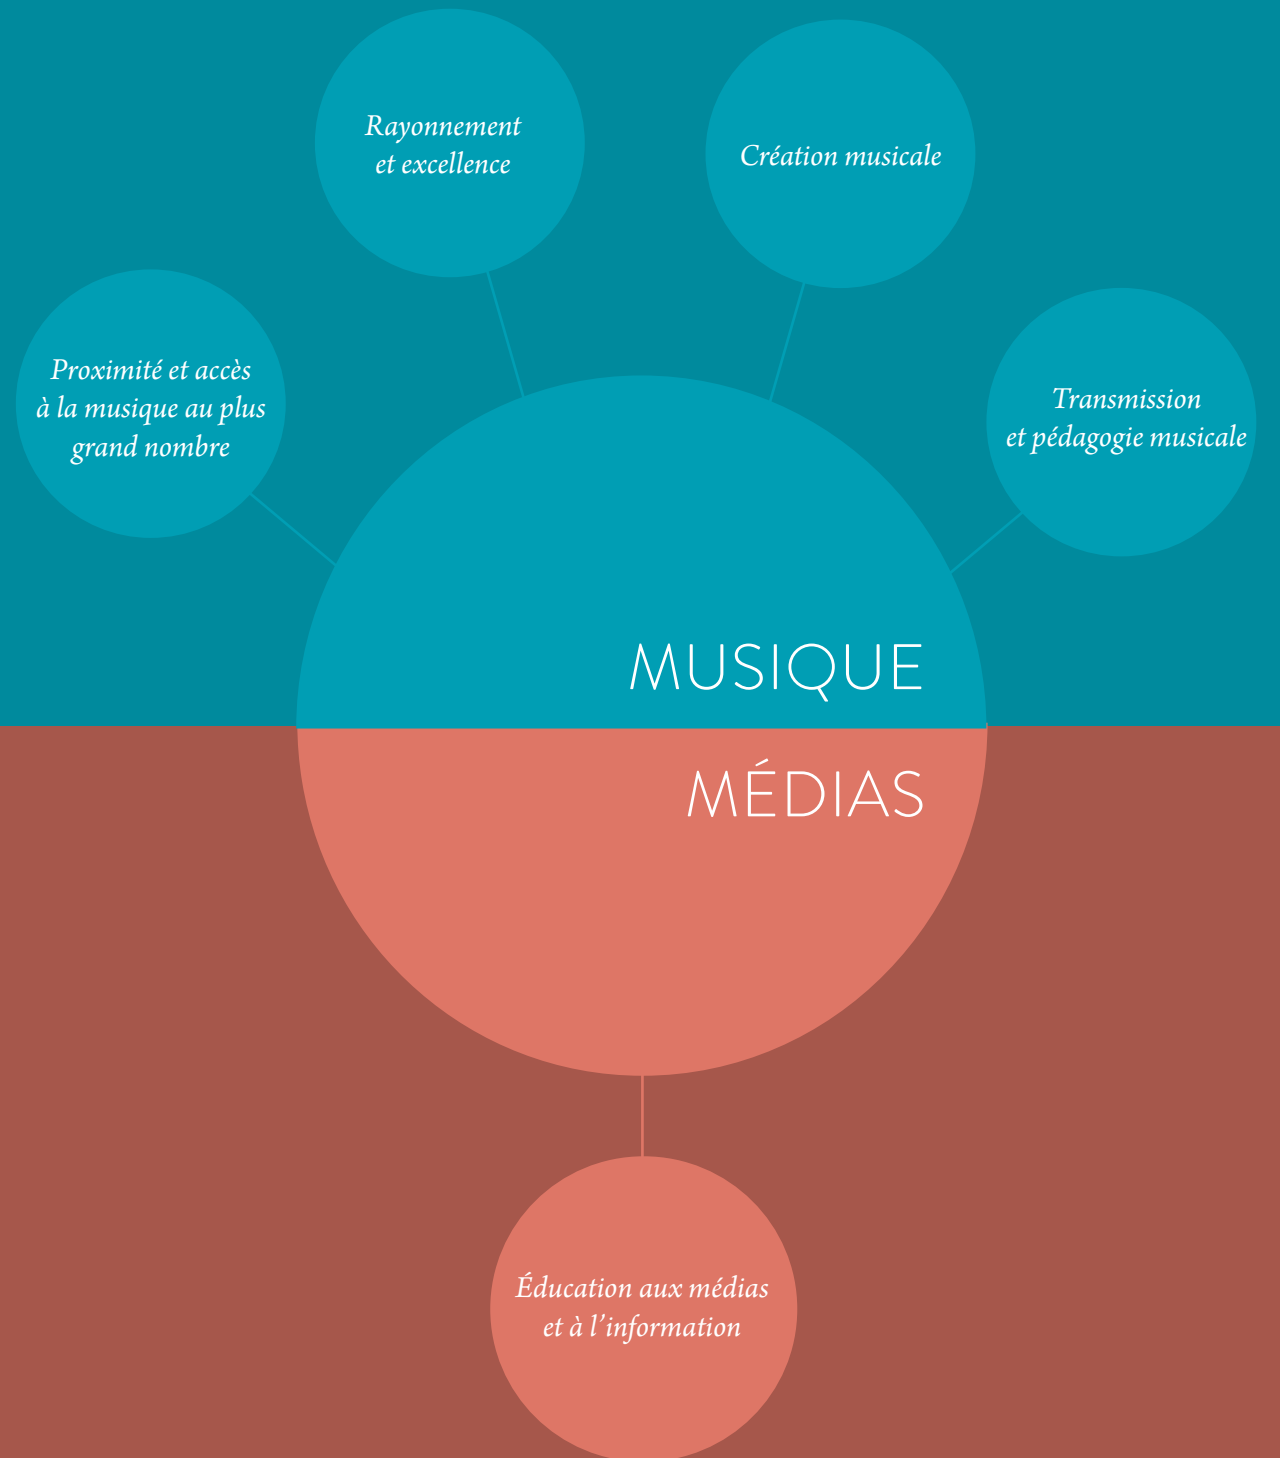 Rayonnement
et excellence
Création musicale
Proximité et accès
à la musique au plus
grand nombre
Transmission
et pédagogie musicale
MUSIQUE
MÉDIAS
Éducation aux médias
et à l’information